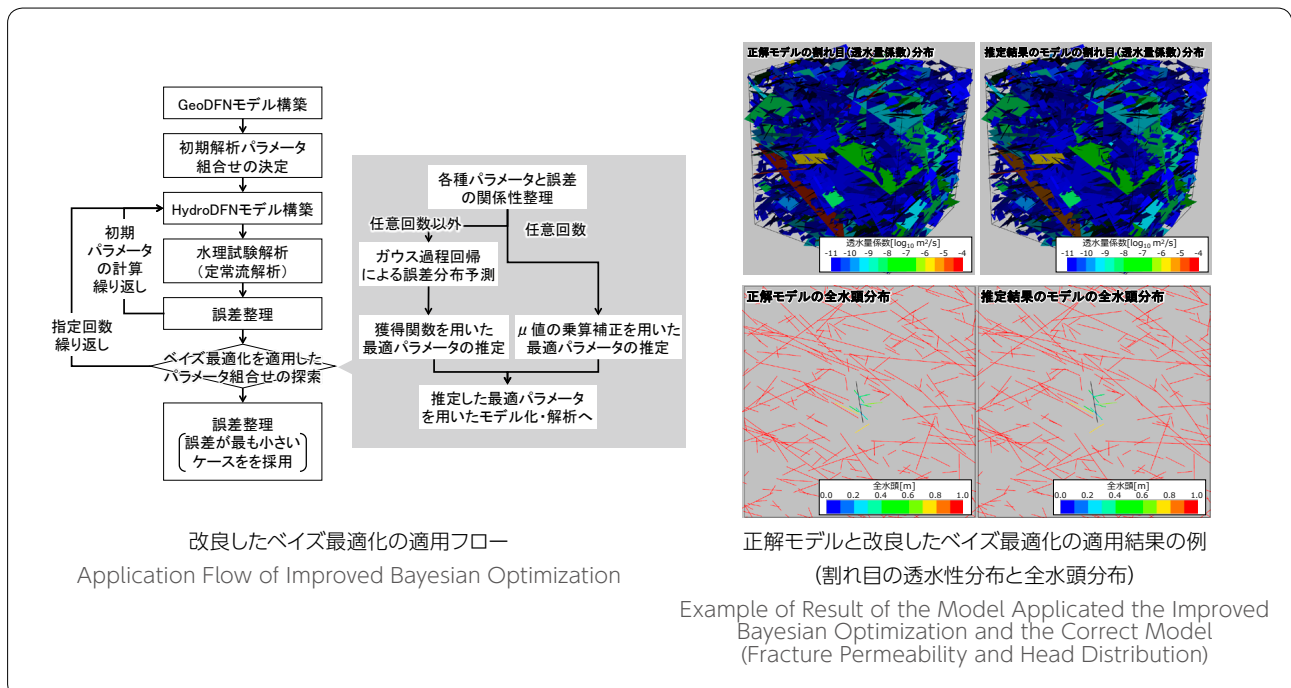 GeoDFNモデル構築
初期解析パラメータ
組合せの決定
HydroDFNモデル構築
水理試験解析
(定常流解析)
誤差整理
ベイズ最適化を適用した
パラメータ組合せの探索
誤差整理
誤差が最も小さい
ケースをを採用
初期
パラメータ
の計算
繰り返し
指定回数
繰り返し
各種パラメータと誤差
の関係性整理
任意回数以外
任意回数
ガウス過程回帰
による誤差分布予測
獲得関数を用いた
最適パラメータの推定
μ値の乗算補正を用いた
最適パラメータの推定
推定した最適パラメータ
を用いたモデル化・解析へ
改良したベイズ最適化の適用フロー
Application Flow of Improved Bayesian Optimization
正解モデルの割れ目(透水量係数)分布
透水量係数[log10 m²/s]
-11 -10 -9 -8 -7 -6 -5 -4
推定結果のモデルの割れ目(透水量係数)分布
透水量係数[log10 m²/s]
-11 -10 -9 -8 -7 -6 -5 -4
正解モデルの全水頭分布
全水頭[m]
0.0 0.2 0.4 0.6 0.8 1.0
推定結果のモデルの全水頭分布
全水頭[m]
0.0 0.2 0.4 0.6 0.8 1.0
正解モデルと改良したベイズ最適化の適用結果の例
(割れ目の透水性分布と全水頭分布)
Example of Result of the Model Applicated the Improved
Bayesian Optimization and the Correct Model
(Fracture Permeability and Head Distribution)